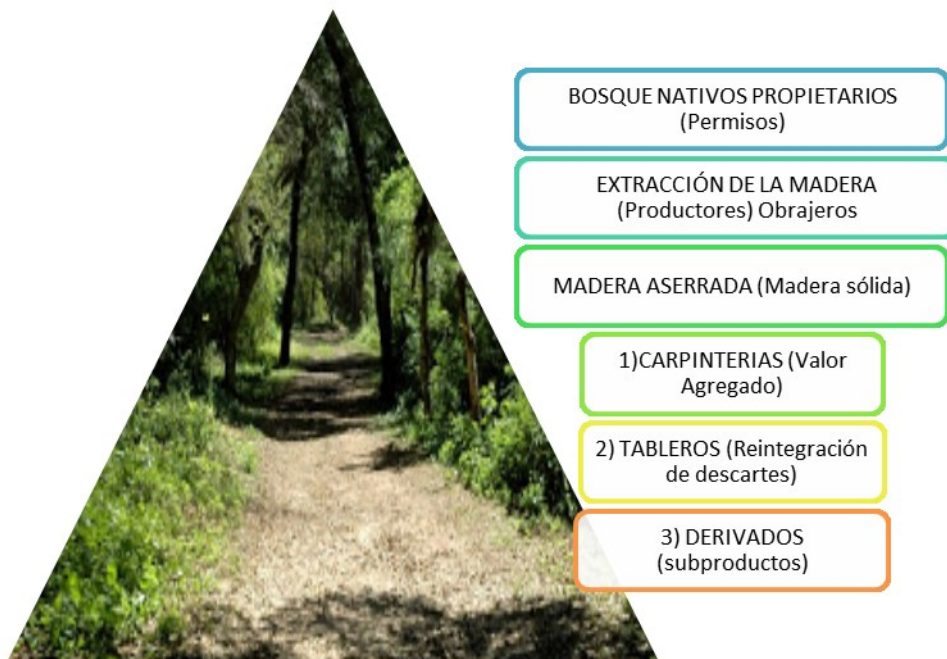 BOSQUE NATIVOS PROPIETARIOS
(Permisos)
EXTRACCIÓN DE LA MADERA
(Productores) Obrajeros
MADERA ASERRADA (Madera sólida)
1)CARPINTERIAS (Valor
Agregado)
2) TABLEROS (Reintegración
de descartes)
3) DERIVADOS
(subproductos)